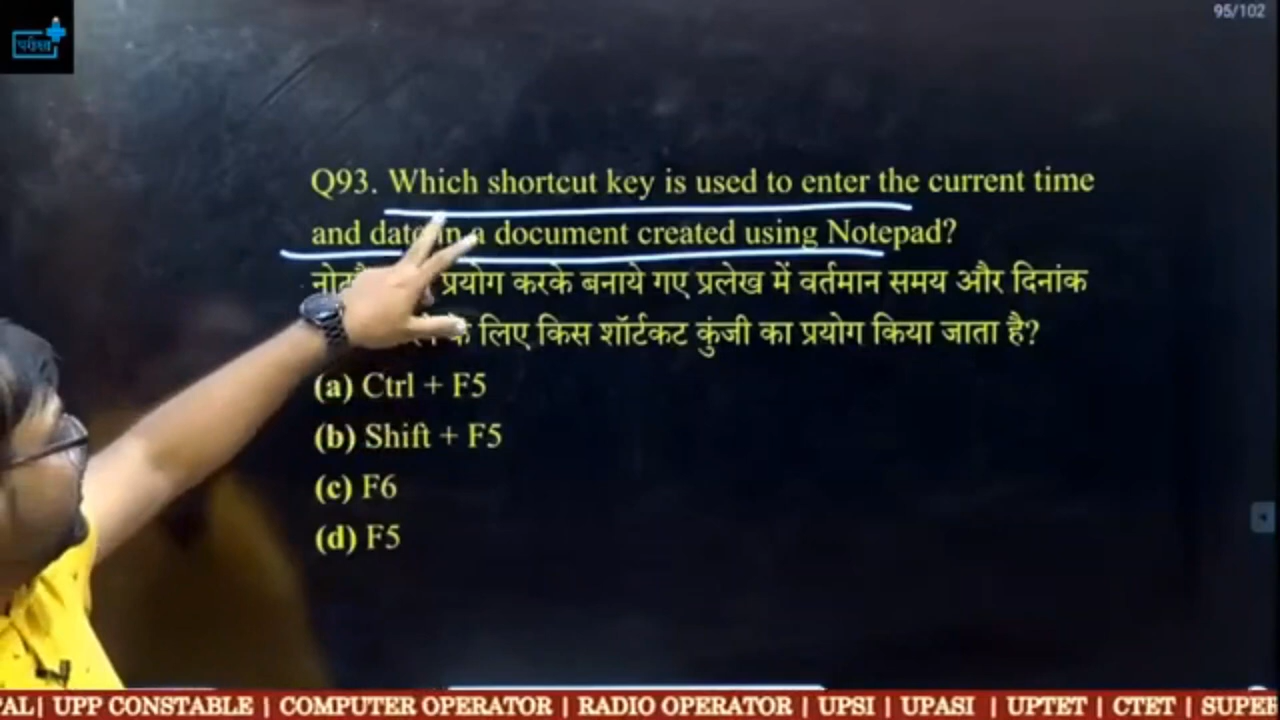 परीक्षा
95/102
Q93. Which shortcut key is used to enter the current time
and date in a document created using Notepad?
प्रयोग करके बनाये गए प्रलेख में वर्तमान समय और दिनांक
के लिए किस शॉर्टकट कुंजी का प्रयोग किया जाता है?
(a) Ctrl + F5
(b) Shift + F5
(c) F6
(d) F5
| UPP CONSTABLE | COMPUTER OPERATOR | RADIO OPERATOR | UPSI | UPASI | UPTET | CTET |